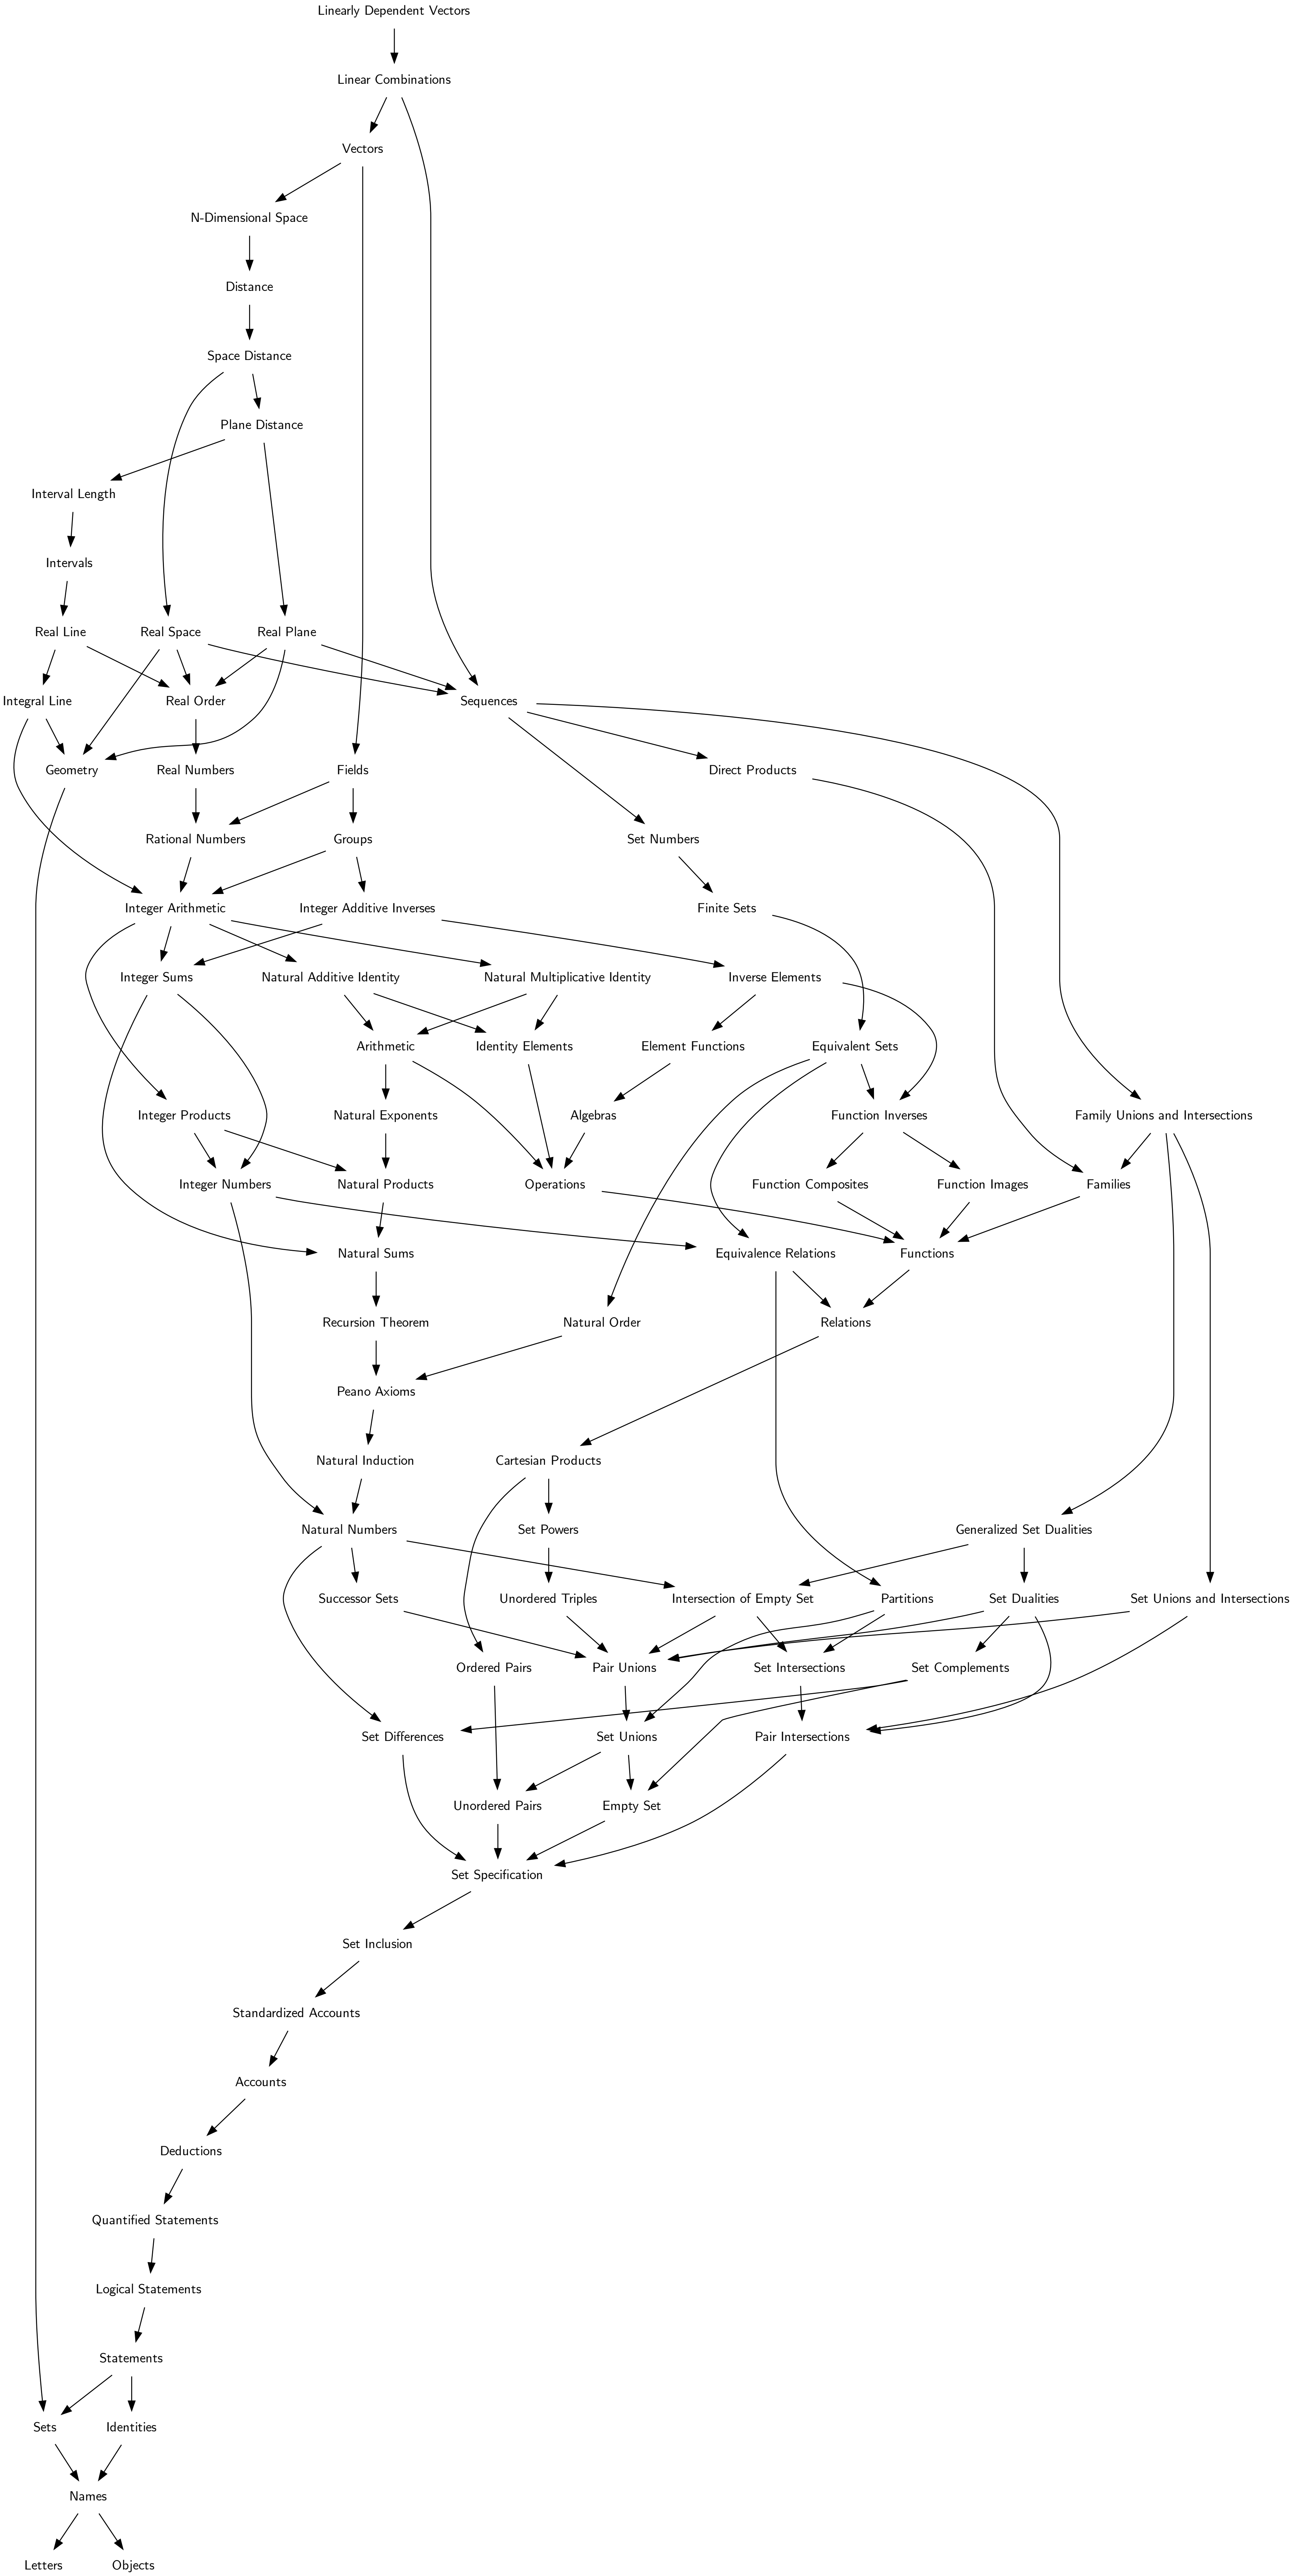 Linearly Dependent Vectors
Linear Combinations
Vectors
N-Dimensional Space
Distance
Space Distance
Plane Distance
Interval Length
Intervals
Real Line
Real Space
Real Plane
Integral Line
Real Order
Sequences
Geometry
Real Numbers
Fields
Direct Products
Rational Numbers
Groups
Set Numbers
Integer Arithmetic
Integer Additive Inverses
Finite Sets
Integer Sums
Natural Additive Identity
Natural Multiplicative Identity
Inverse Elements
Arithmetic
Identity Elements
Element Functions
Equivalent Sets
Integer Products
Natural Exponents
Algebras
Function Inverses
Family Unions and Intersections
Integer Numbers
Natural Products
Operations
Function Composites
Function Images
Families
Natural Sums
Equivalence Relations
Functions
Recursion Theorem
Natural Order
Relations
Peano Axioms
Natural Induction
Cartesian Products
Natural Numbers
Set Powers
Generalized Set Dualities
Successor Sets
Unordered Triples
Intersection of Empty Set
Partitions
Set Dualities
Set Unions and Intersections
Ordered Pairs
Pair Unions
Set Intersections
Set Complements
Set Differences
Set Unions
Pair Intersections
Unordered Pairs
Empty Set
Set Specification
Set Inclusion
Standardized Accounts
Accounts
Deductions
Quantified Statements
Logical Statements
Statements
Sets
Identities
Names
Letters
Objects